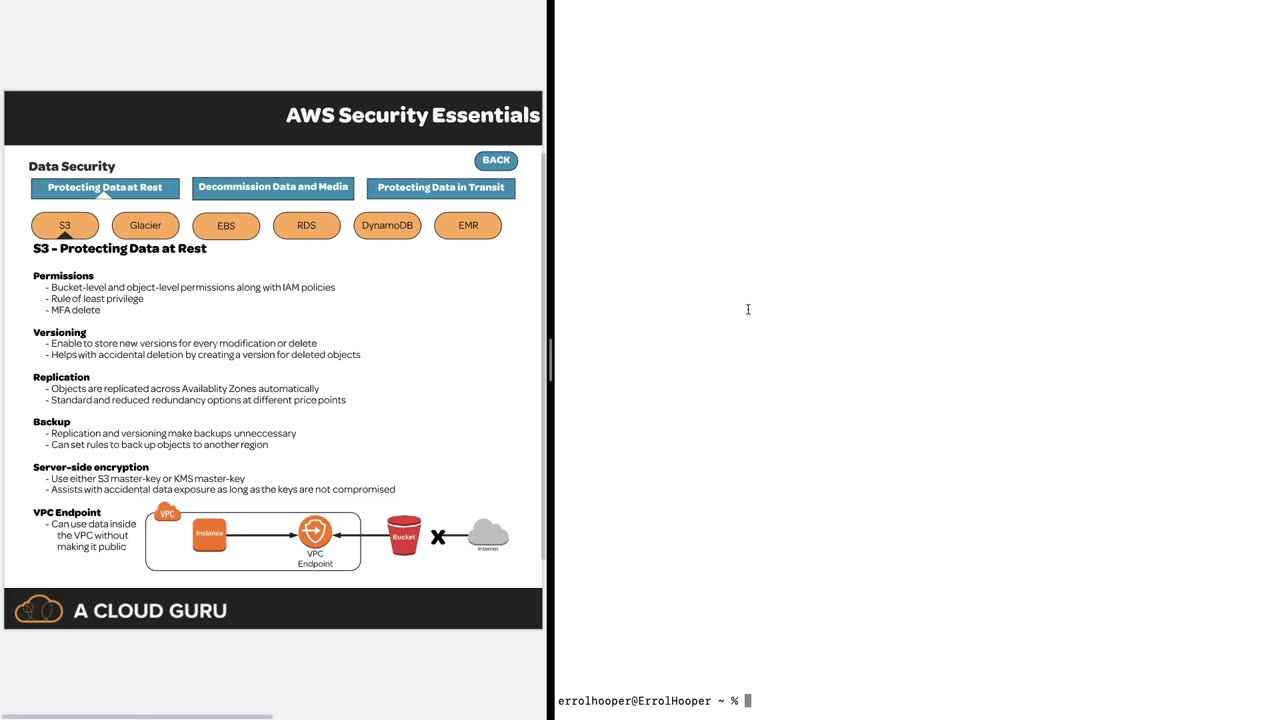 AWS Security Essentials
Data Security
BACK
Protecting Data at Rest
Decommission Data and Media
Protecting Data in Transit
S3
Glacier
EBS
RDS
DynamoDB
EMR
S3 - Protecting Data at Rest
Permissions
- Bucket-level and object-level permissions along with IAM policies
- Rule of least privilege
- MFA delete
Versioning
- Enable to store new versions for every modification or delete
- Helps with accidental deletion by creating a version for deleted objects
Replication
- Objects are replicated across Availablity Zones automatically
- Standard and reduced redundancy options at different price points
Backup
- Replication and versioning make backups unneccessary
- Can set rules to back up objects to another region
Server-side encryption
- Use either S3 master-key or KMS master-key
- Assists with accidental data exposure as long as the keys are not compromised
VPC Endpoint
- Can use data inside
the VPC without
making it public
VPC
Instance
VPC
Endpoint
Bucket
X
Internet
A CLOUD GURU
errolhooper@ErrolHooper ~ %